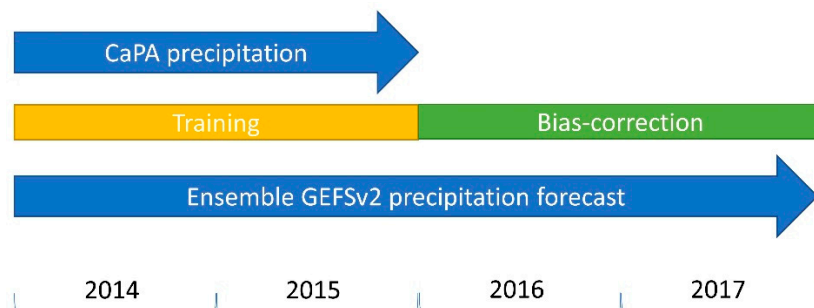 CaPA precipitation
Training
Bias-correction
Ensemble GEFSv2 precipitation forecast
2014
2015
2016
2017